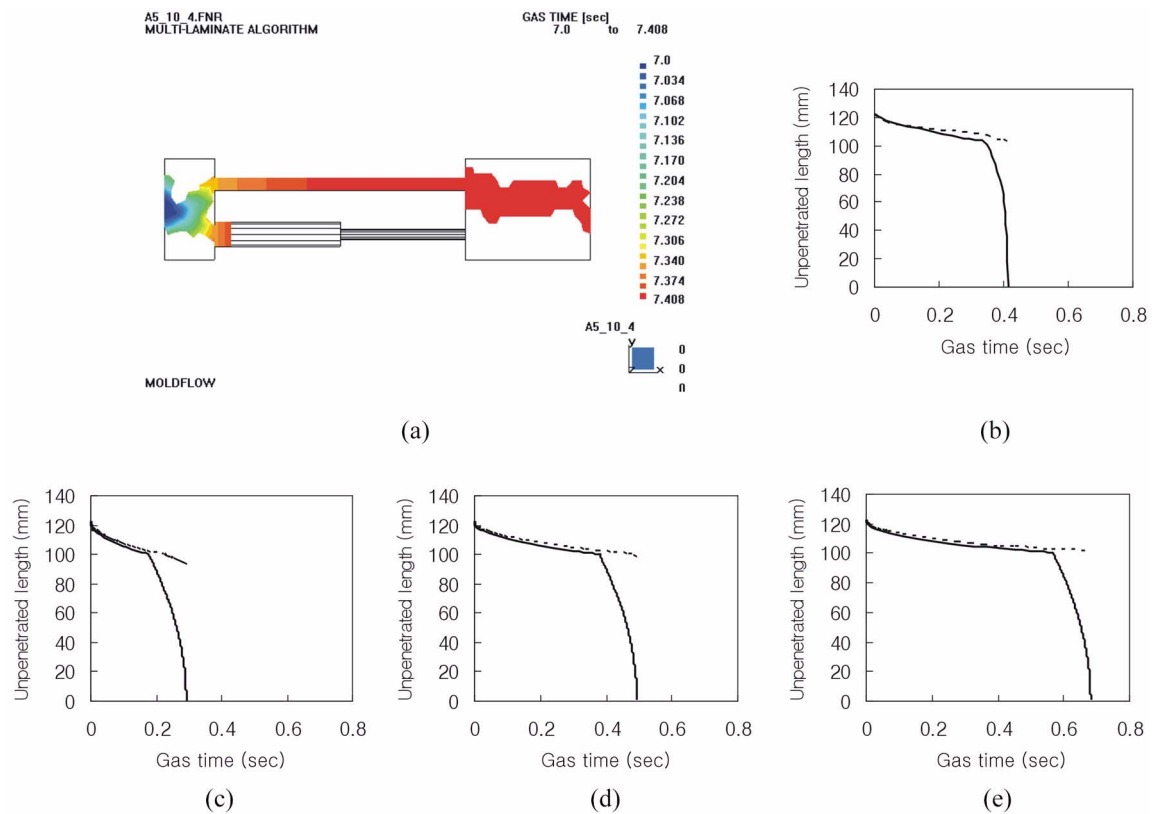 A5_10_4.FNR
MULTI-LAMINATE ALGORITHM
GAS TIME [sec]
7.0 to 7.408
7.0
7.034
7.068
7.102
7.136
7.170
7.204
7.238
7.272
7.306
7.340
7.374
7.408
A5_10_4
y
z x
0
0
0
MOLDFLOW
(a)
Unpenetrated length (mm)
140
120
100
80
60
40
20
0
0 0.2 0.4 0.6 0.8
Gas time (sec)
(b)
Unpenetrated length (mm)
140
120
100
80
60
40
20
0
0 0.2 0.4 0.6 0.8
Gas time (sec)
(c)
Unpenetrated length (mm)
140
120
100
80
60
40
20
0
0 0.2 0.4 0.6 0.8
Gas time (sec)
(d)
Unpenetrated length (mm)
140
120
100
80
60
40
20
0
0 0.2 0.4 0.6 0.8
Gas time (sec)
(e)